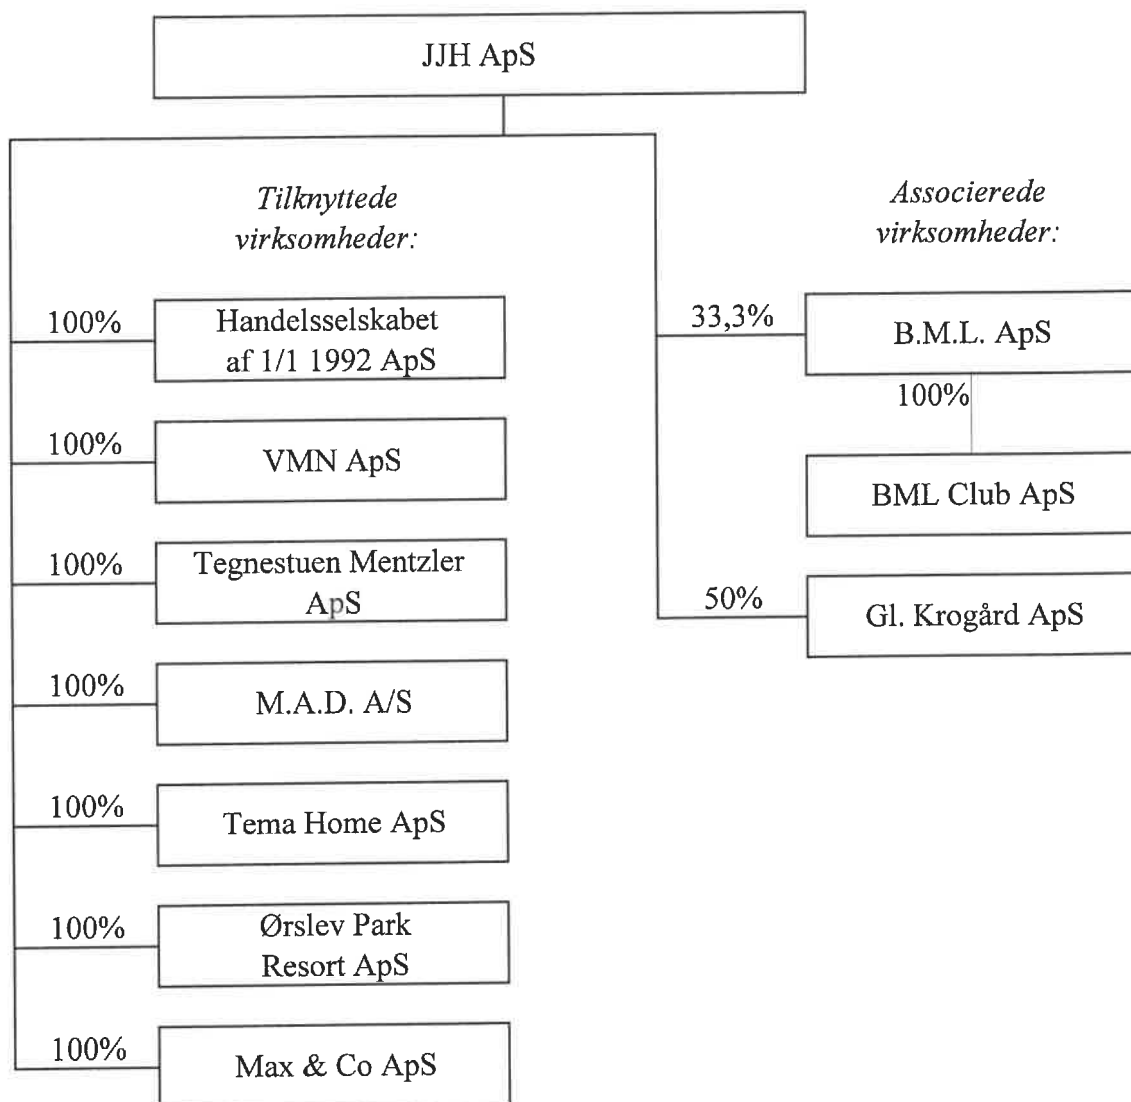 JJH ApS
Tilknyttede
virksomheder:
100%
Handelsselskabet
af 1/1 1992 ApS
100%
VMN ApS
100%
Tegnestuen Mentzler
ApS
100%
M.A.D. A/S
100%
Tema Home ApS
100%
Ørslev Park
Resort ApS
100%
Max & Co ApS
Associerede
virksomheder:
33,3%
B.M.L. ApS
100%
BML Club ApS
50%
Gl. Krogård ApS